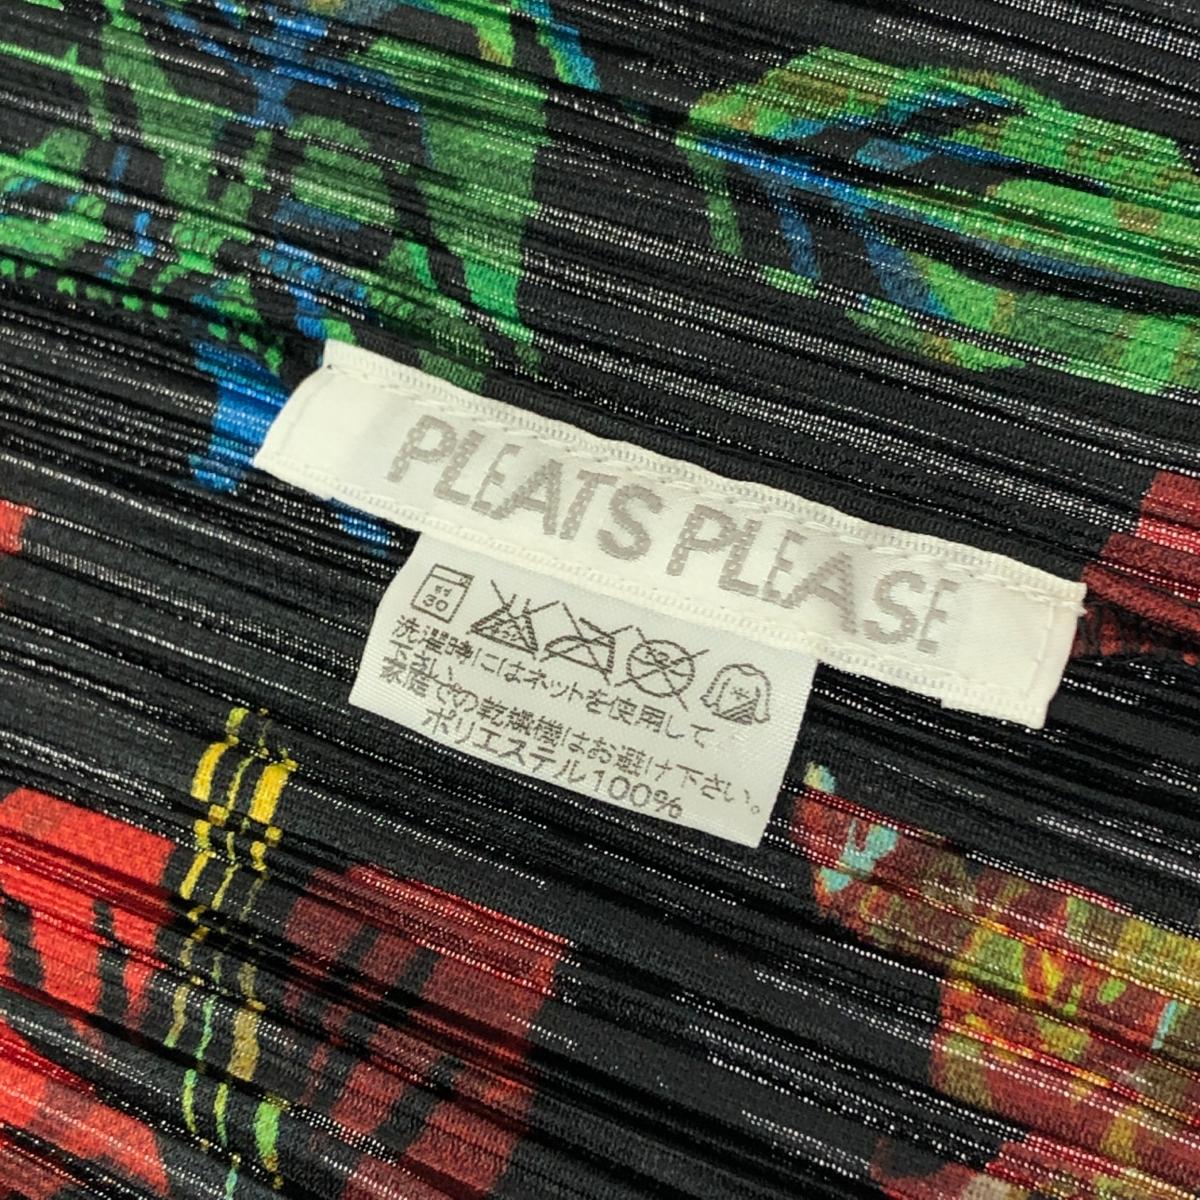 PLEATS PLEASE
30
洗濯時にはネットを使用して
下さい、
家庭での乾燥機はお避け下さい。
ポリエステル100%